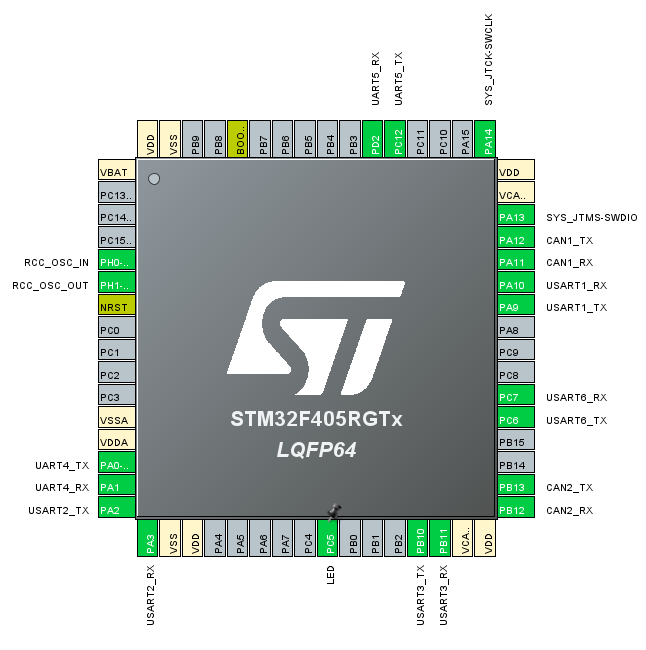 UART5_RX
UART5_TX
SYS_JTCK-SWCLK
VDD
VSS
PB9
PB8
BOO..
PB7
PB6
PB5
PB4
PB3
PD2
PC12
PC11
PC10
PA15
PA14
VBAT
PC13..
PC14..
PC15..
RCC_OSC_IN PH0-..
RCC_OSC_OUT PH1-..
NRST
PC0
PC1
PC2
PC3
VSSA
VDDA
UART4_TX PA0-..
UART4_RX PA1
USART2_TX PA2
ST
STM32F405RGTx
LQFP64
VDD
VCA..
PA13 SYS_JTMS-SWDIO
PA12 CAN1_TX
PA11 CAN1_RX
PA10 USART1_RX
PA9 USART1_TX
PA8
PC9
PC8
PC7 USART6_RX
PC6 USART6_TX
PB15
PB14
PB13 CAN2_TX
PB12 CAN2_RX
PA3
VSS
VDD
PA4
PA5
PA6
PA7
PC4
PC5
PB0
PB1
PB2
PB10
PB11
VCA..
VDD
USART2_RX
LED
USART3_TX
USART3_RX